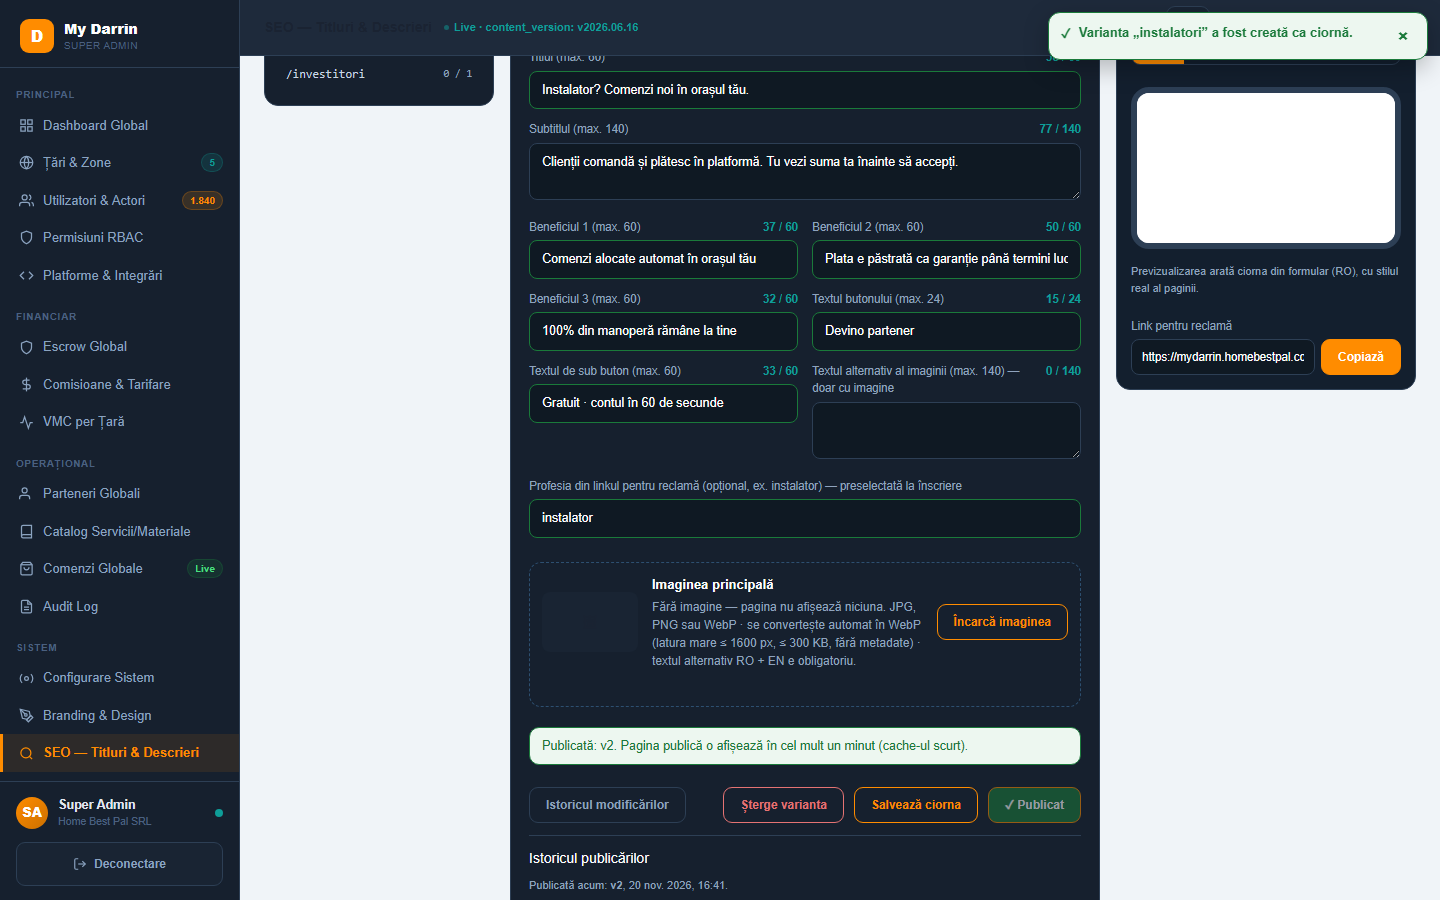 D
My Darrin
SUPER ADMIN
PRINCIPAL
Dashboard Global
Țări & Zone
5
Utilizatori & Actori
1.840
Permisiuni RBAC
Platforme & Integrări
FINANCIAR
Escrow Global
Comisioane & Tarifare
VMC per Țară
OPERAȚIONAL
Parteneri Globali
Catalog Servicii/Materiale
Comenzi Globale
Live
Audit Log
SISTEM
Configurare Sistem
Branding & Design
SEO — Titluri & Descrieri
SA
Super Admin
Home Best Pal SRL
Deconectare
SEO — Titluri & Descrieri
Live · content_version: v2026.06.16
✓ Varianta „instalatori” a fost creată ca ciornă.
×
/investitori
0 / 1
Titlul (max. 60)
Instalator? Comenzi noi în orașul tău.
Subtitlul (max. 140)
77 / 140
Clienții comandă și plătesc în platformă. Tu vezi suma ta înainte să accepți.
Beneficiul 1 (max. 60)
37 / 60
Beneficiul 2 (max. 60)
50 / 60
Comenzi alocate automat în orașul tău
Plata e păstrată ca garanție până termini luc
Beneficiul 3 (max. 60)
32 / 60
Textul butonului (max. 24)
15 / 24
100% din manoperă rămâne la tine
Devino partener
Textul de sub buton (max. 60)
33 / 60
Textul alternativ al imaginii (max. 140) —
doar cu imagine
0 / 140
Gratuit · contul în 60 de secunde
Profesia din linkul pentru reclamă (opțional, ex. instalator) — preselectată la înscriere
instalator
Imaginea principală
Fără imagine — pagina nu afișează niciuna. JPG,
PNG sau WebP · se convertește automat în WebP
(latura mare ≤ 1600 px, ≤ 300 KB, fără metadate) ·
textul alternativ RO + EN e obligatoriu.
Încarcă imaginea
Publicată: v2. Pagina publică o afișează în cel mult un minut (cache-ul scurt).
Istoricul modificărilor
Șterge varianta
Salvează ciorna
✓ Publicat
Istoricul publicărilor
Publicată acum: v2, 20 nov. 2026, 16:41.
Previzualizarea arată ciorna din formular (RO), cu stilul
real al paginii.
Link pentru reclamă
https://mydarrin.homebestpal.cc
Copiază